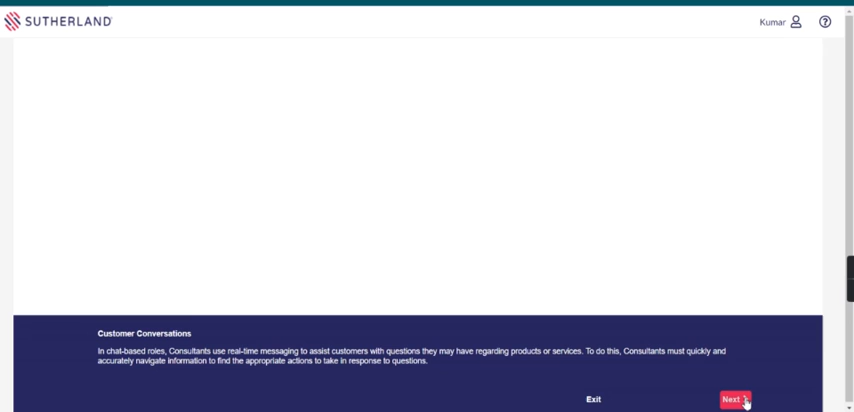 SUTHERLAND
Kumar
Customer Conversations
In chat-based roles, Consultants use real-time messaging to assist customers with questions they may have regarding products or services. To do this, Consultants must quickly and
accurately navigate information to find the appropriate actions to take in response to questions.
Exit
Next